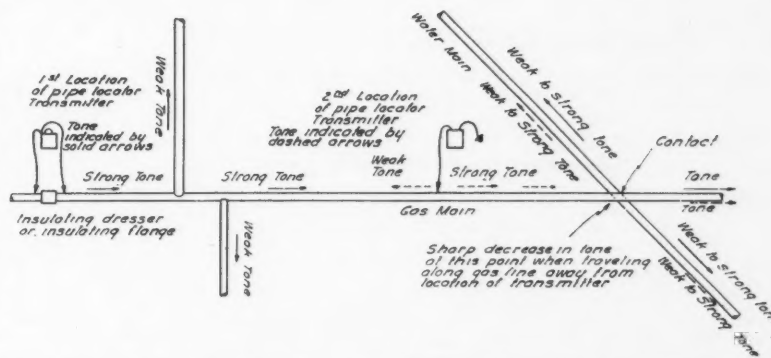 1st Location
of pipe locator
Transmitter
Tone
indicated by
solid arrows
Weak Tone
2nd Location
of pipe locator
Transmitter
Tone indicated by
dashed arrows
Water Main
Weak to strong tone
Weak to Strong Tone
Contact
Strong Tone
Strong Tone
Weak
Tone
Strong Tone
Tone
Tone
Insulating dresser
or insulating flange
Gas Main
Weak Tone
Sharp decrease in tone
at this point when traveling
along gas line away from
location of transmitter
Weak to strong tone
Weak to Strong
Tone